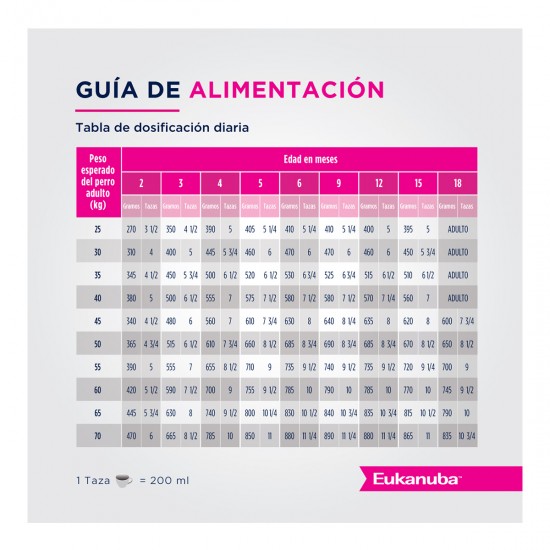 GUÍA DE ALIMENTACIÓN
Tabla de dosificación diaria
Peso esperado del perro adulto (kg) Edad en meses
2 3 4 5 6 9 12 15 18
Gramos Tazas Gramos Tazas Gramos Tazas Gramos Tazas Gramos Tazas Gramos Tazas Gramos Tazas Gramos Tazas Gramos Tazas
25 270 3 1/2 350 4 1/2 390 5 405 5 1/4 410 5 1/4 410 5 1/4 400 5 395 5 ADULTO
30 310 4 400 5 445 5 3/4 460 6 470 6 470 6 460 6 450 5 3/4 ADULTO
35 345 4 1/2 450 5 3/4 500 6 1/2 520 6 1/2 530 6 3/4 525 6 3/4 515 6 1/2 510 6 1/2 ADULTO
40 380 5 500 6 1/2 555 7 575 7 1/2 580 7 1/2 580 7 1/2 570 7 1/4 560 7 ADULTO
45 340 4 1/2 480 6 560 7 610 7 3/4 630 8 640 8 1/4 635 8 620 8 600 7 3/4
50 365 4 3/4 515 6 1/2 610 7 3/4 660 8 1/2 685 8 3/4 690 8 3/4 685 8 3/4 670 8 1/2 650 8 1/2
55 390 5 555 7 655 8 1/2 710 9 735 9 1/2 740 9 1/2 735 9 1/2 720 9 1/4 700 9
60 420 5 1/2 590 7 1/2 700 9 755 9 1/2 785 10 790 10 785 10 770 10 745 9 1/2
65 445 5 3/4 630 8 740 9 1/2 800 10 1/4 830 10 1/2 840 10 3/4 835 10 3/4 815 10 1/2 790 10
70 470 6 665 8 1/2 785 10 850 11 880 11 1/4 890 11 1/4 880 11 1/4 865 11 835 10 3/4
1 Taza = 200 ml
Eukanuba™